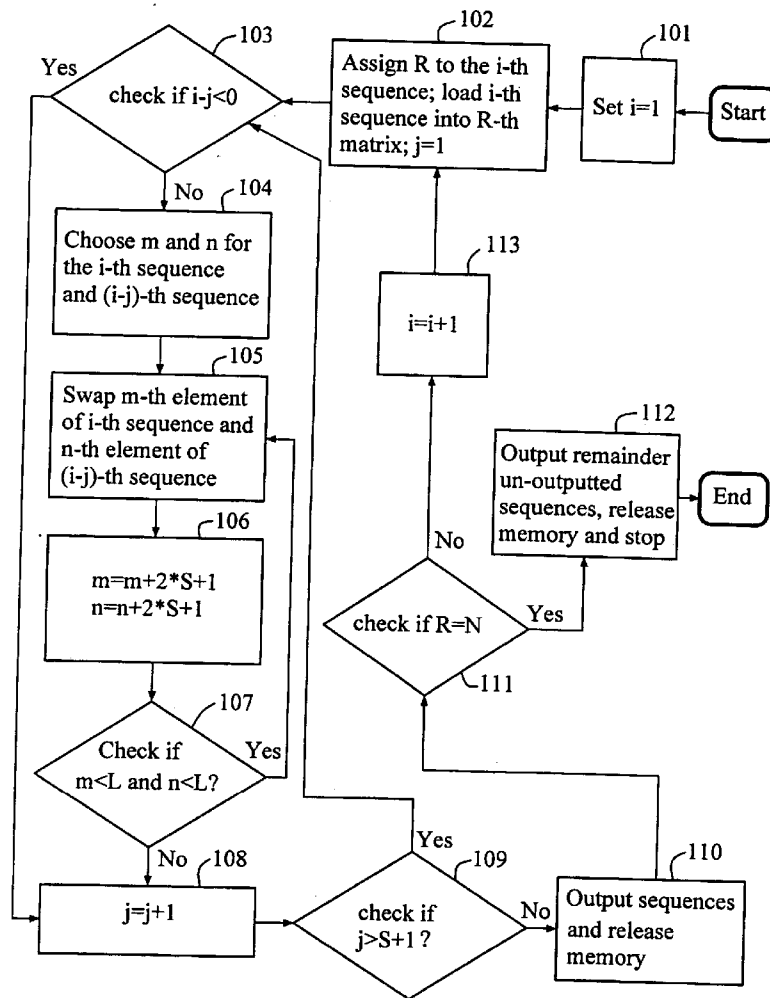 Start
101
Set i=1
102
Assign R to the i-th
sequence; load i-th
sequence into R-th
matrix; j=1
103
check if i-j<0
Yes
No
104
Choose m and n for
the i-th sequence
and (i-j)-th sequence
105
Swap m-th element
of i-th sequence and
n-th element of
(i-j)-th sequence
106
m=m+2*S+1
n=n+2*S+1
107
Check if
m<L and n<L?
Yes
No
108
j=j+1
109
check if
j>S+1?
Yes
No
110
Output sequences
and release
memory
111
check if R=N
Yes
No
112
Output remainder
un-outputted
sequences, release
memory and stop
End
113
i=i+1